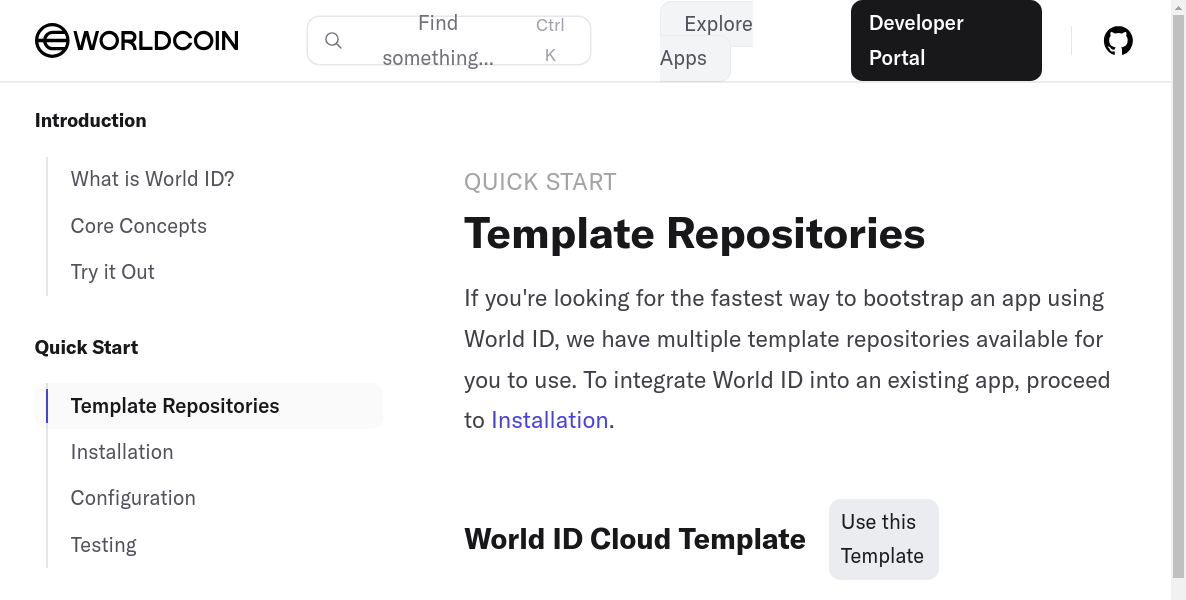 WORLDCOIN
Find
something...
Ctrl
K
Explore
Apps
Developer
Portal
Introduction
What is World ID?
Core Concepts
Try it Out
Quick Start
Template Repositories
Installation
Configuration
Testing
QUICK START
Template Repositories
If you're looking for the fastest way to bootstrap an app using
World ID, we have multiple template repositories available for
you to use. To integrate World ID into an existing app, proceed
to Installation.
World ID Cloud Template
Use this
Template